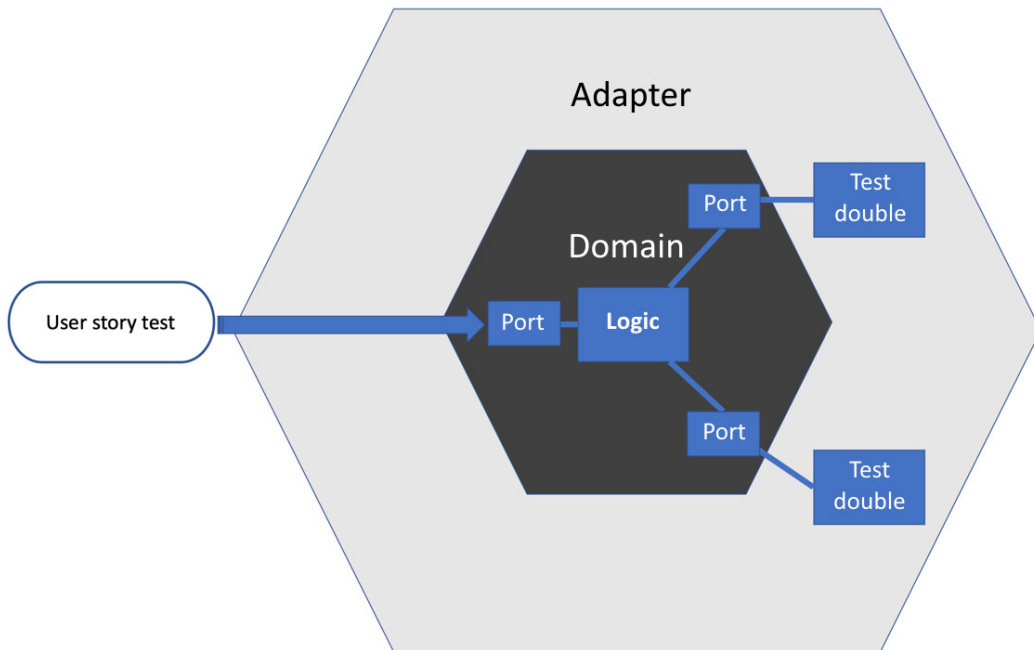 Adapter
Test
double
Port
Domain
User story test
Port
Logic
Port
Test
double